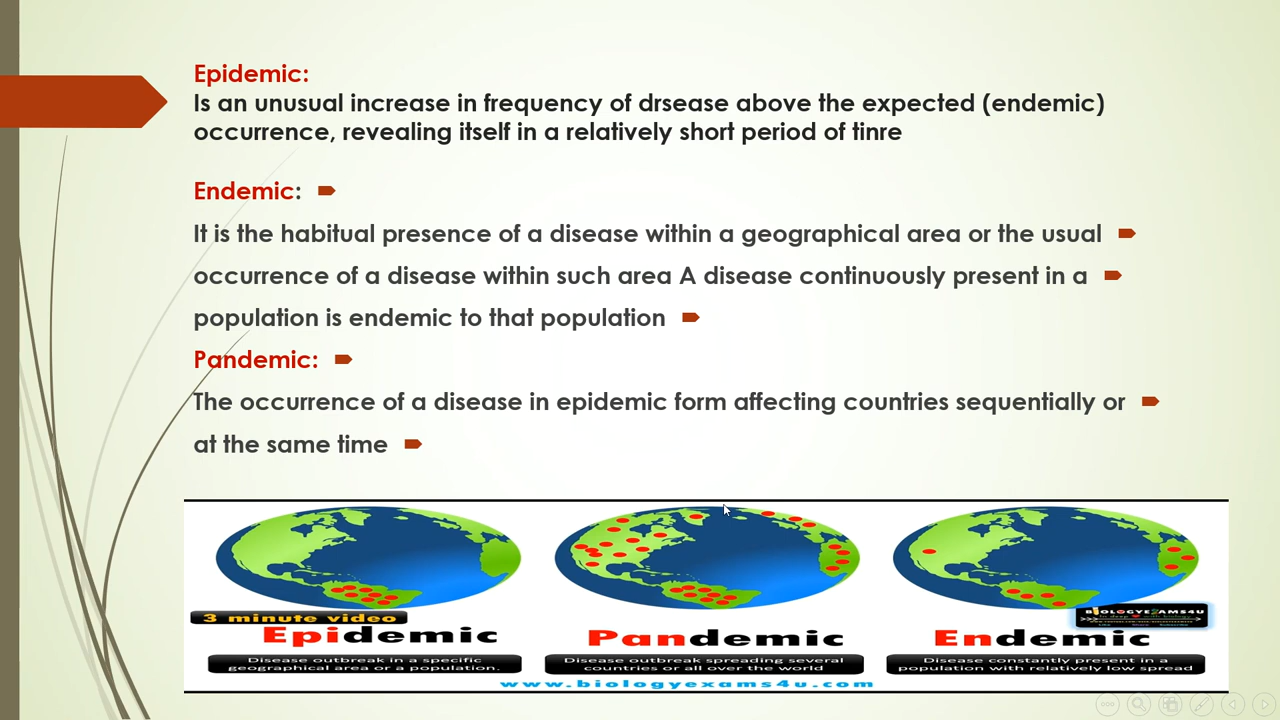 Epidemic:
Is an unusual increase in frequency of drsease above the expected (endemic)
occurrence, revealing itself in a relatively short period of tinre
Endemic:
It is the habitual presence of a disease within a geographical area or the usual
occurrence of a disease within such area A disease continuously present in a
population is endemic to that population
Pandemic:
The occurrence of a disease in epidemic form affecting countries sequentially or
at the same time
3 minute video
Epidemic
Disease outbreak in a specific
geographical area or a population.
Pandemic
Disease outbreak spreading several
countries or all over the world
BIOLOGYEXAMS4U
Endemic
Disease constantly present in a
population with relatively low spread
www.biologyexams4u.com